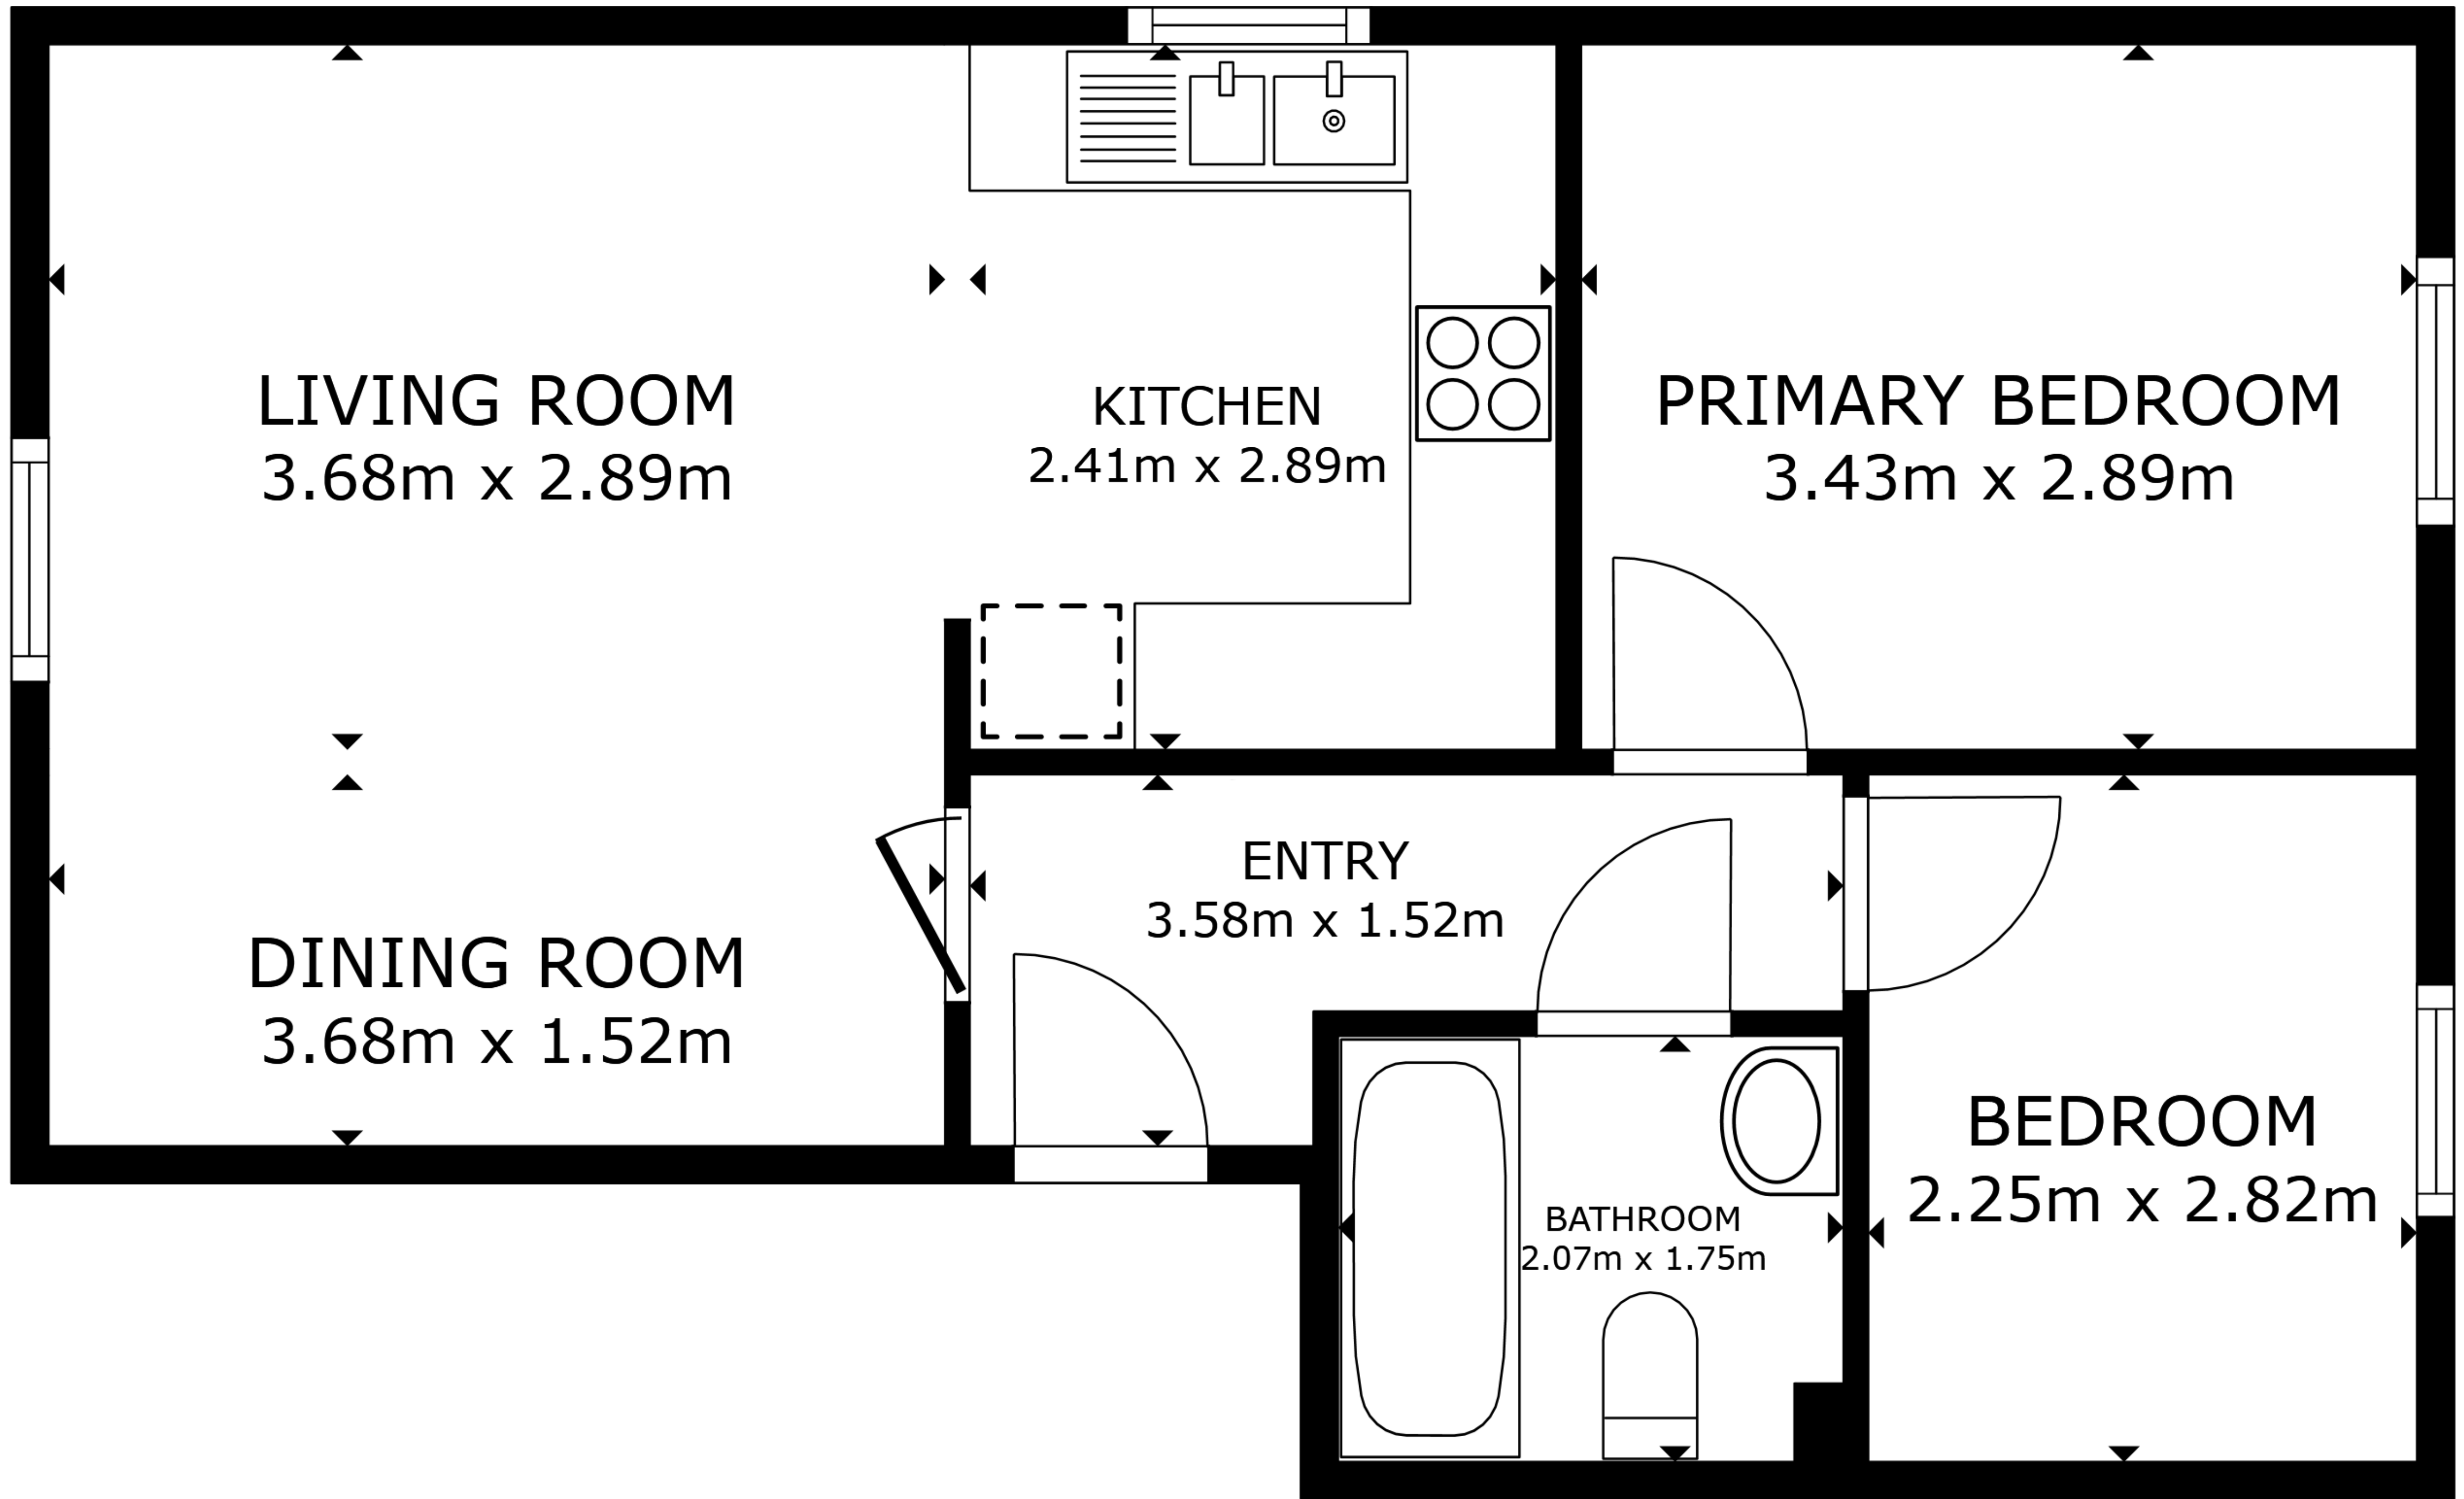 LIVING ROOM
3.68m x 2.89m
KITCHEN
2.41m x 2.89m
PRIMARY BEDROOM
3.43m x 2.89m
ENTRY
3.58m x 1.52m
DINING ROOM
3.68m x 1.52m
BEDROOM
2.25m x 2.82m
BATHROOM
2.07m x 1.75m